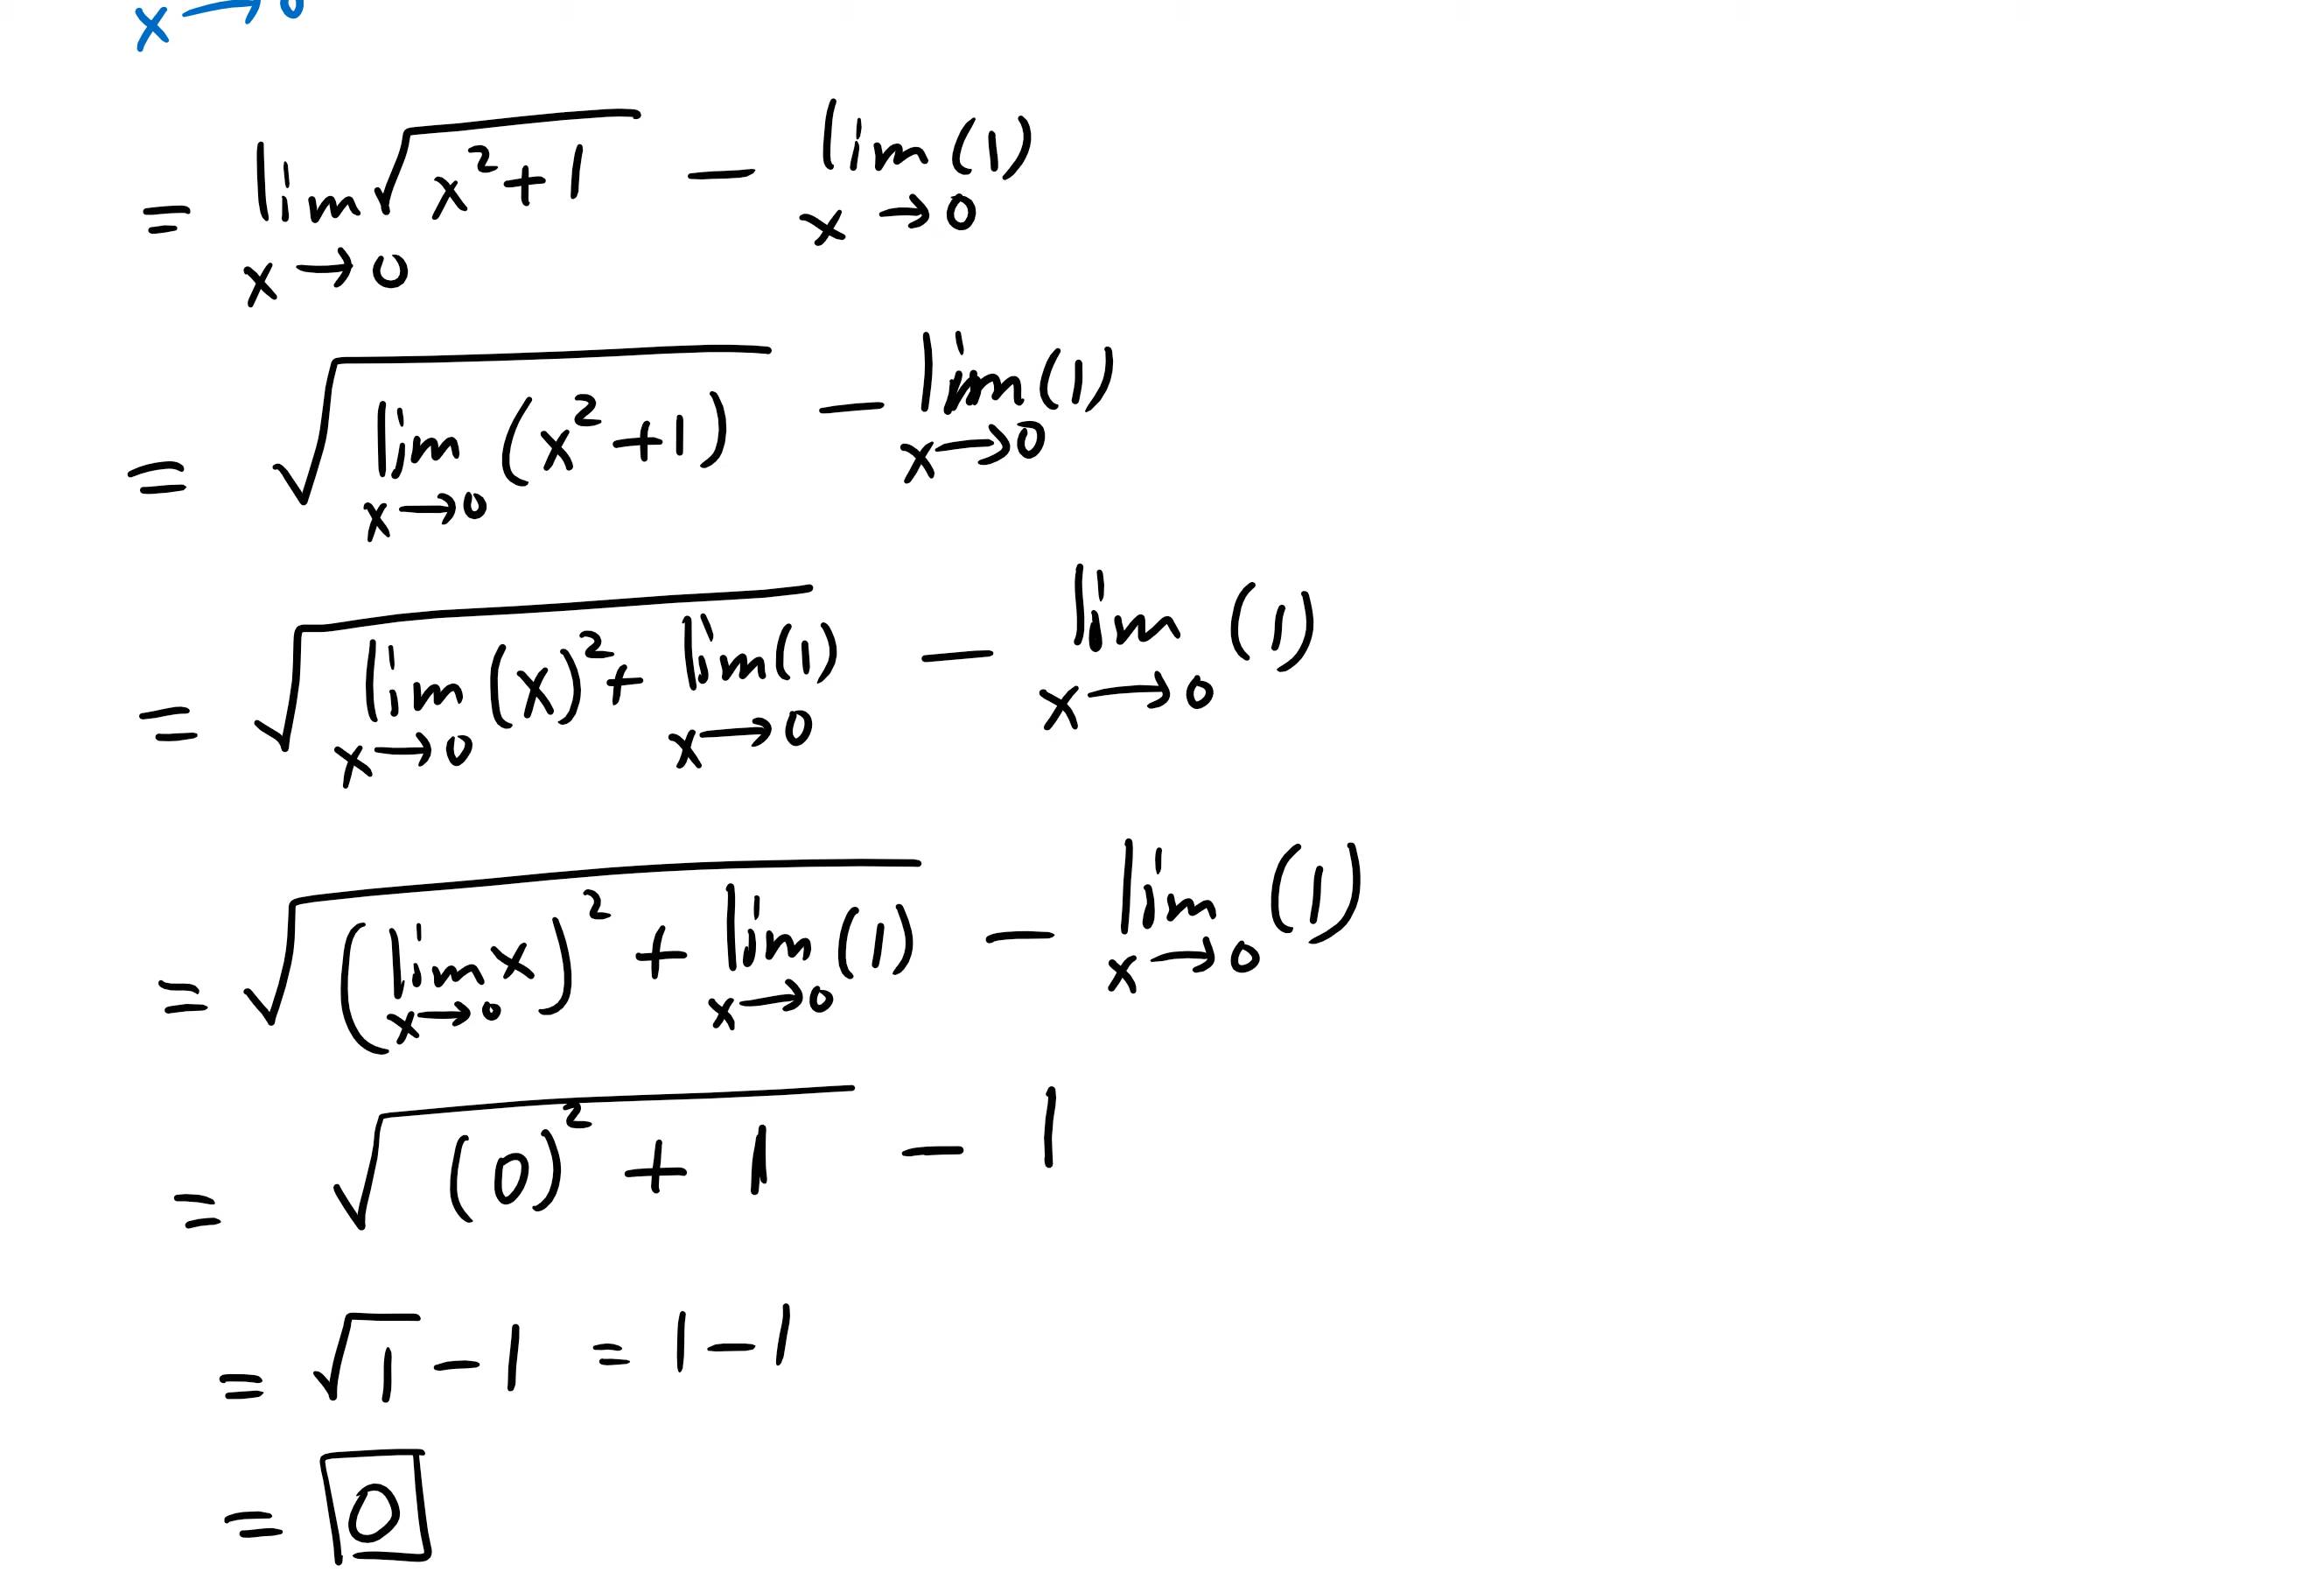 x → 0
= lim x→0 √(x² + 1) − lim x→0 (1)
= √(lim x→0 (x² + 1)) − lim x→0 (1)
= √(lim x→0 (x)² + lim x→0 (1)) − lim x→0 (1)
= √((lim x→0 x)² + lim x→0 (1)) − lim x→0 (1)
= √((0)² + 1) − 1
= √1 − 1 = 1 − 1
= 0